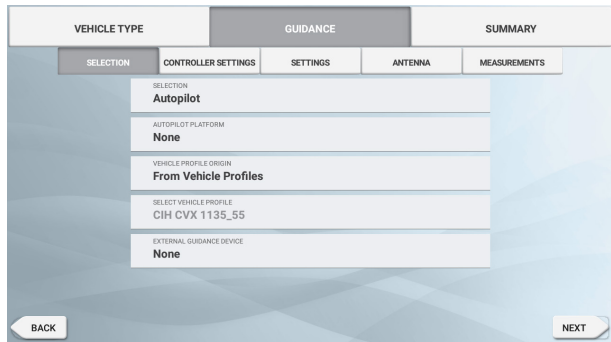 VEHICLE TYPE GUIDANCE SUMMARY
SELECTION CONTROLLER SETTINGS SETTINGS ANTENNA MEASUREMENTS
SELECTION
Autopilot
AUTOPILOT PLATFORM
None
VEHICLE PROFILE ORIGIN
From Vehicle Profiles
SELECT VEHICLE PROFILE
CIH CVX 1135_55
EXTERNAL GUIDANCE DEVICE
None
BACK NEXT